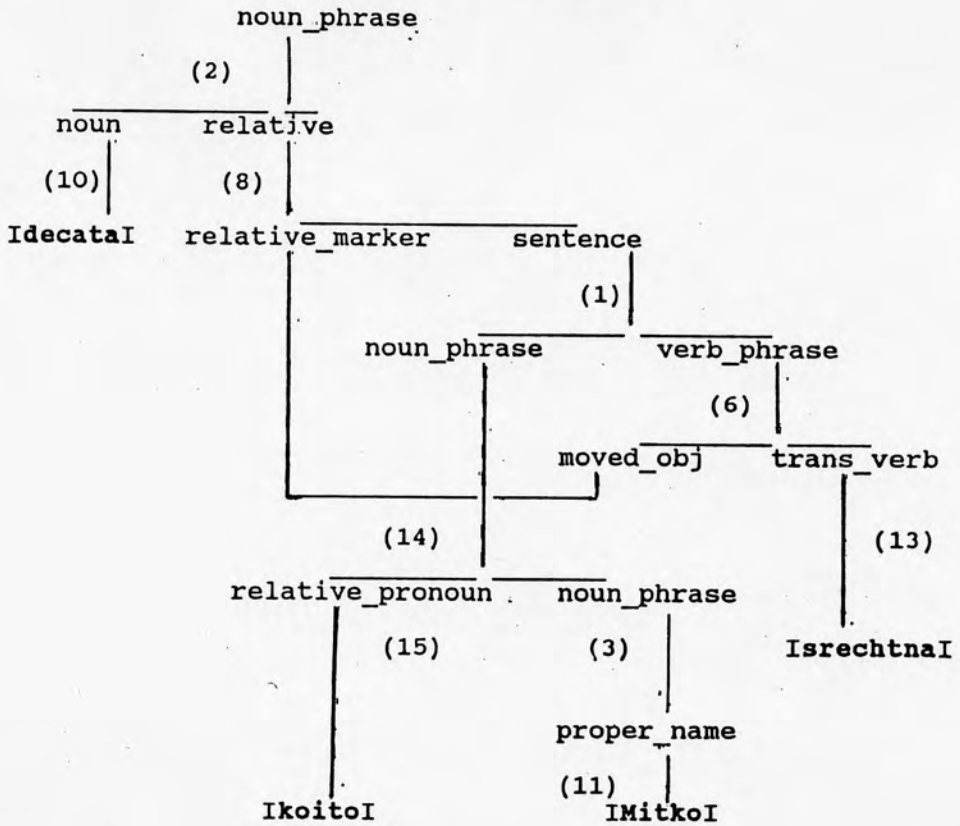 noun_phrase
(2)
noun relative
(10) (8)
IdecataI relative_marker sentence
(1)
noun_phrase verb_phrase
(6)
moved_obj trans_verb
(14) (13)
relative_pronoun noun_phrase
(15) (3) IsrechtnaI
proper_name
(11)
IkoitoI IMitkoI